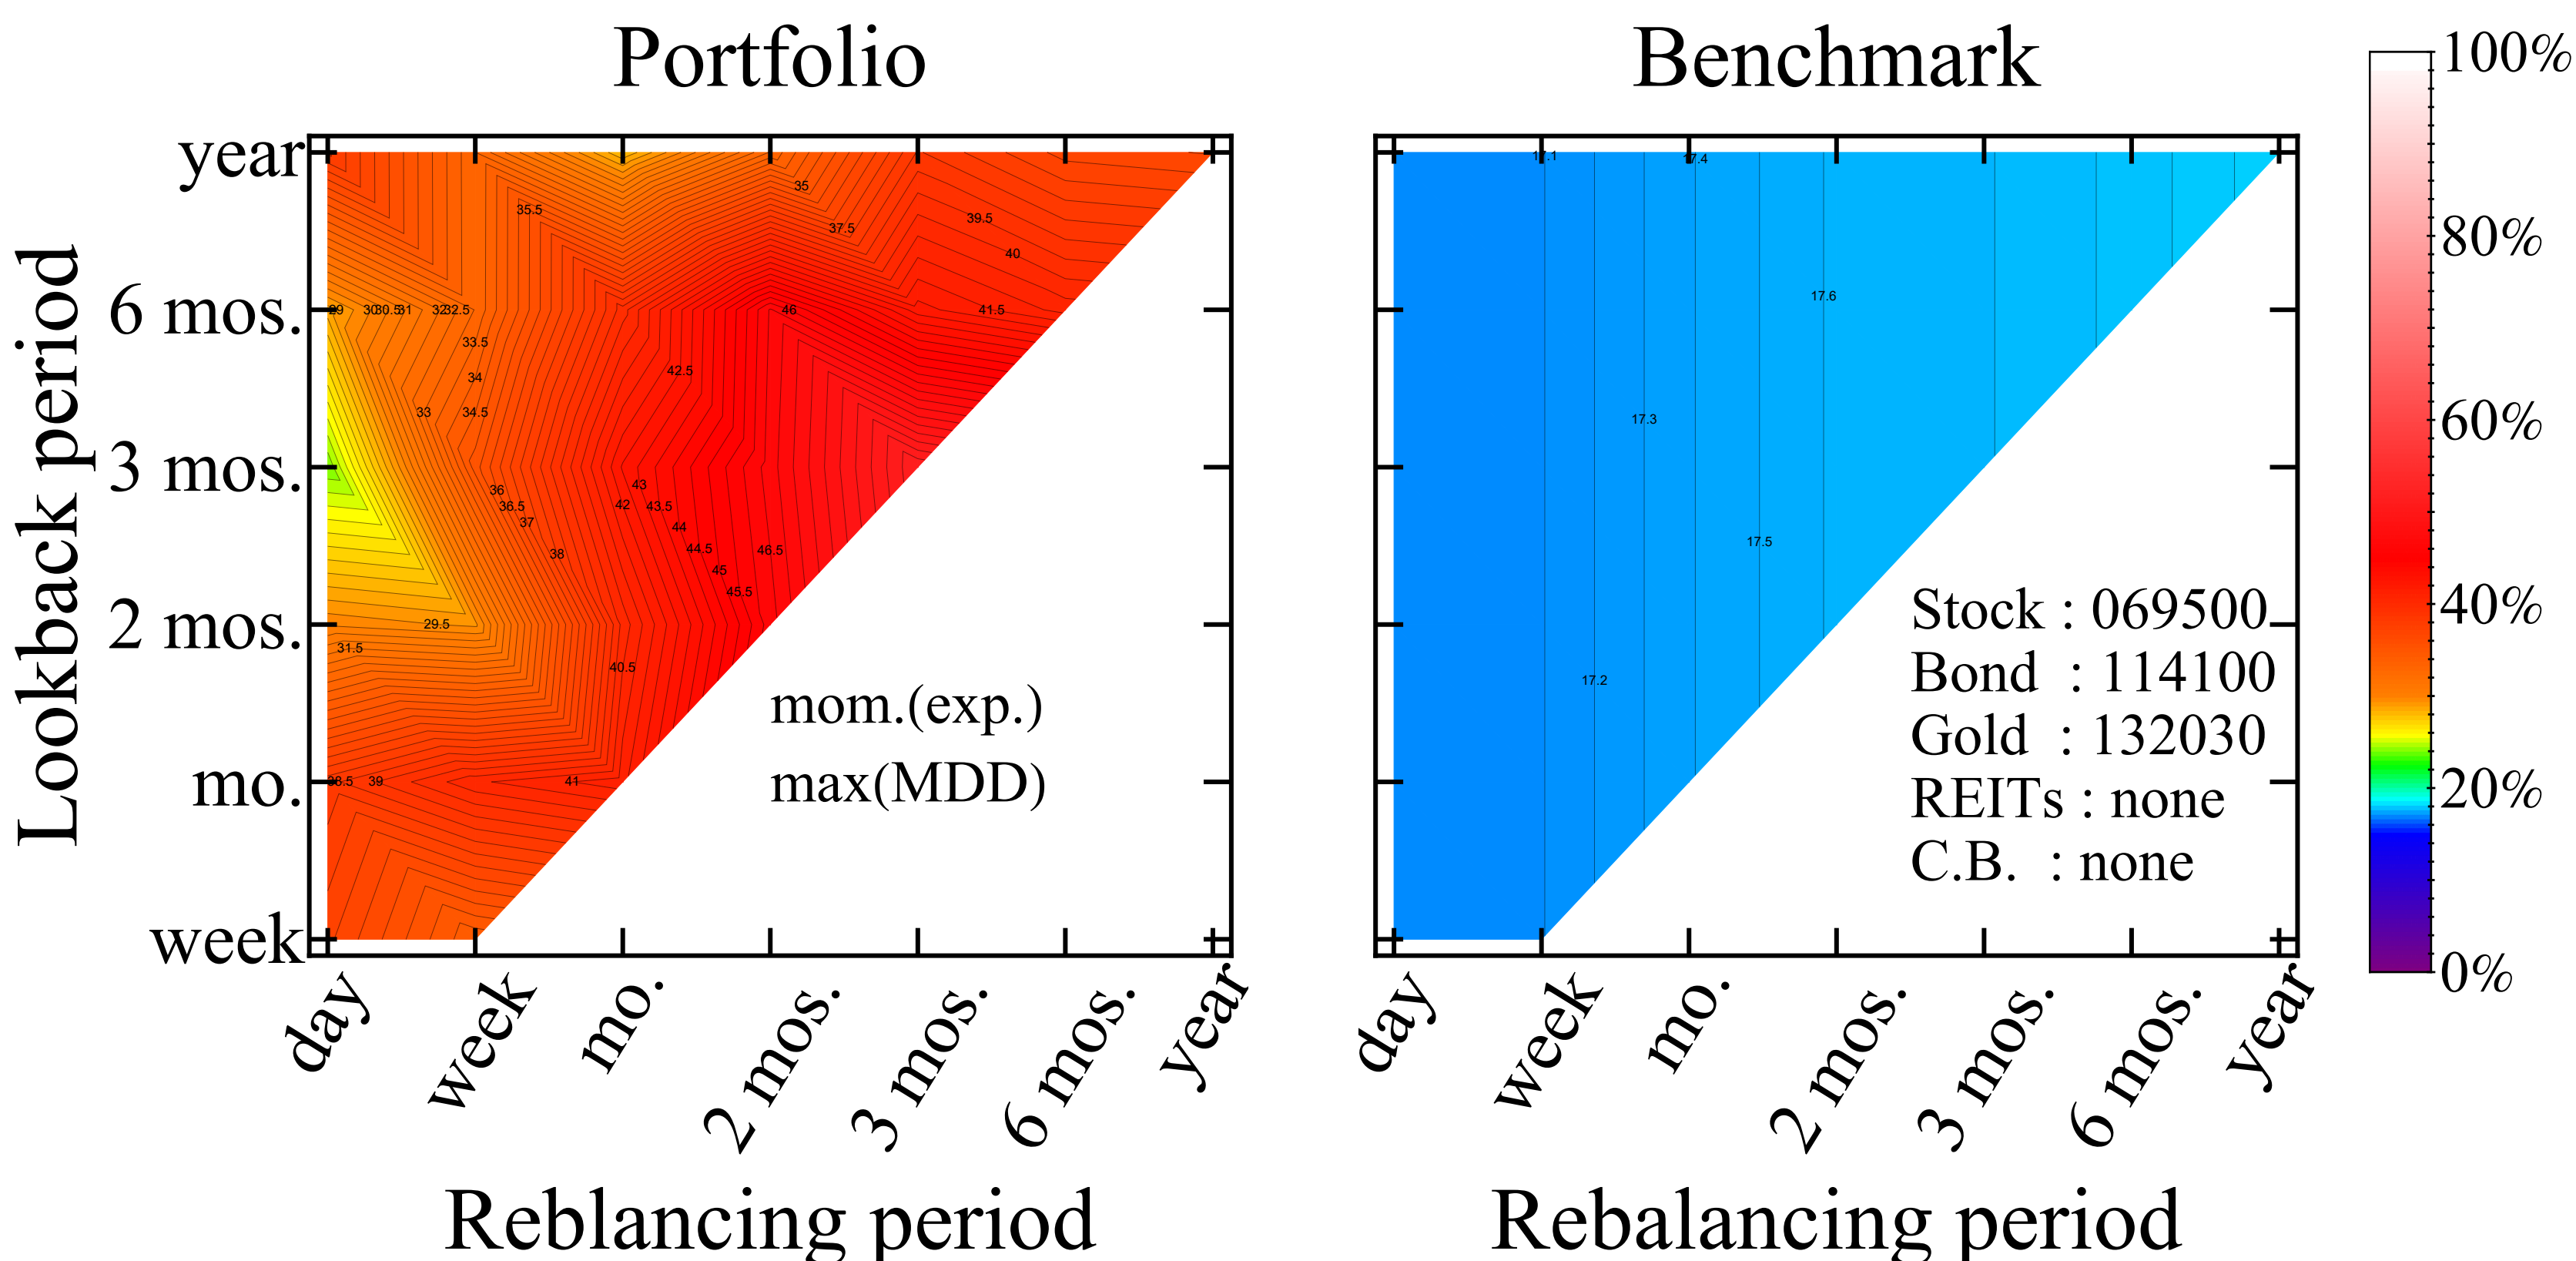 Portfolio
Benchmark
Lookback period
year
6 mos.
3 mos.
2 mos.
mo.
week
35
35.5
37.5
39.5
40
29
30
30.5
31
32
32.5
46
41.5
33.5
34
42.5
33
34.5
36
36.5
37
43
42
43.5
44
44.5
46.5
38
45
45.5
29.5
31.5
40.5
38.5
39
41
mom.(exp.)
max(MDD)
day
week
mo.
2 mos.
3 mos.
6 mos.
year
Reblancing period
17.1
17.4
17.6
17.3
17.5
17.2
Stock : 069500
Bond : 114100
Gold : 132030
REITs : none
C.B. : none
day
week
mo.
2 mos.
3 mos.
6 mos.
year
Rebalancing period
100%
80%
60%
40%
20%
0%